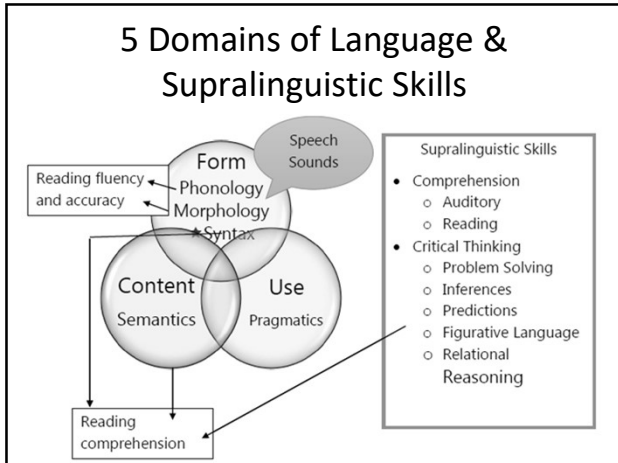 5 Domains of Language &
Supralinguistic Skills
Speech
Sounds
Form
Phonology
Morphology
Syntax
Reading fluency
and accuracy
Content
Semantics
Use
Pragmatics
Reading
comprehension
Supralinguistic Skills
• Comprehension
o Auditory
o Reading
• Critical Thinking
o Problem Solving
o Inferences
o Predictions
o Figurative Language
o Relational
Reasoning